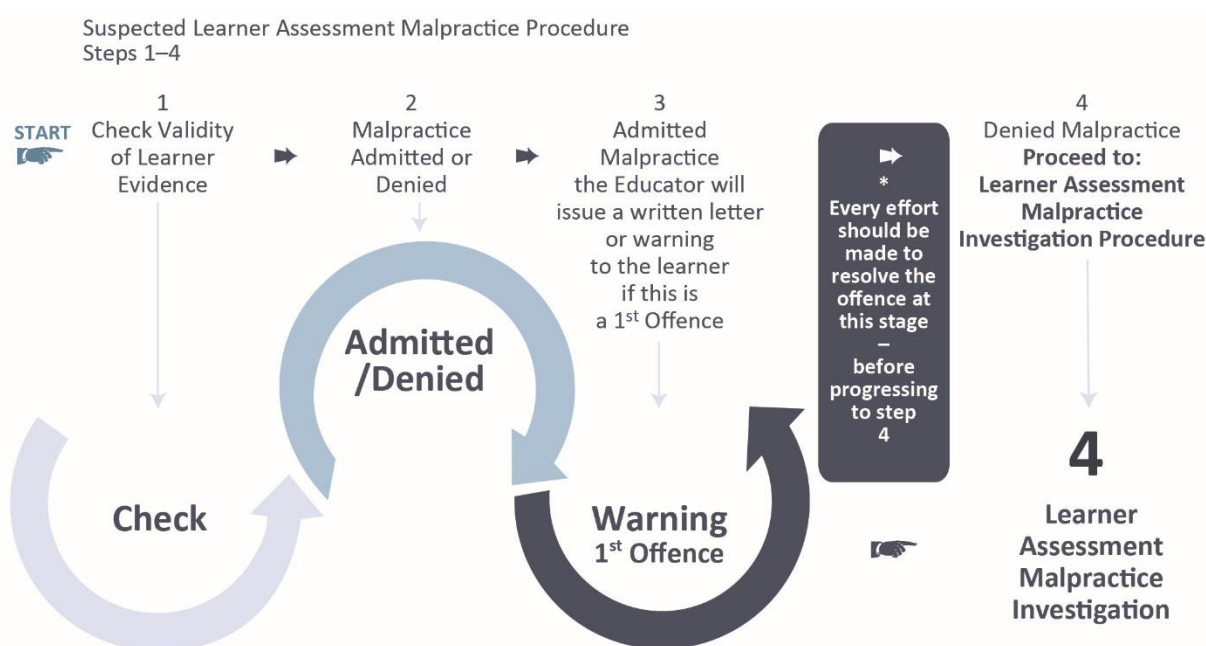 Suspected Learner Assessment Malpractice Procedure
Steps 1–4
START
1
Check Validity
of Learner
Evidence
2
Malpractice
Admitted or
Denied
3
Admitted
Malpractice
the Educator will
issue a written letter
or warning
to the learner
if this is
a 1st Offence
*
Every effort
should be
made to
resolve the
offence at
this stage
–
before
progressing
to step
4
4
Denied Malpractice
Proceed to:
Learner Assessment
Malpractice
Investigation Procedure
Check
Admitted
/Denied
Warning
1st Offence
4
Learner
Assessment
Malpractice
Investigation